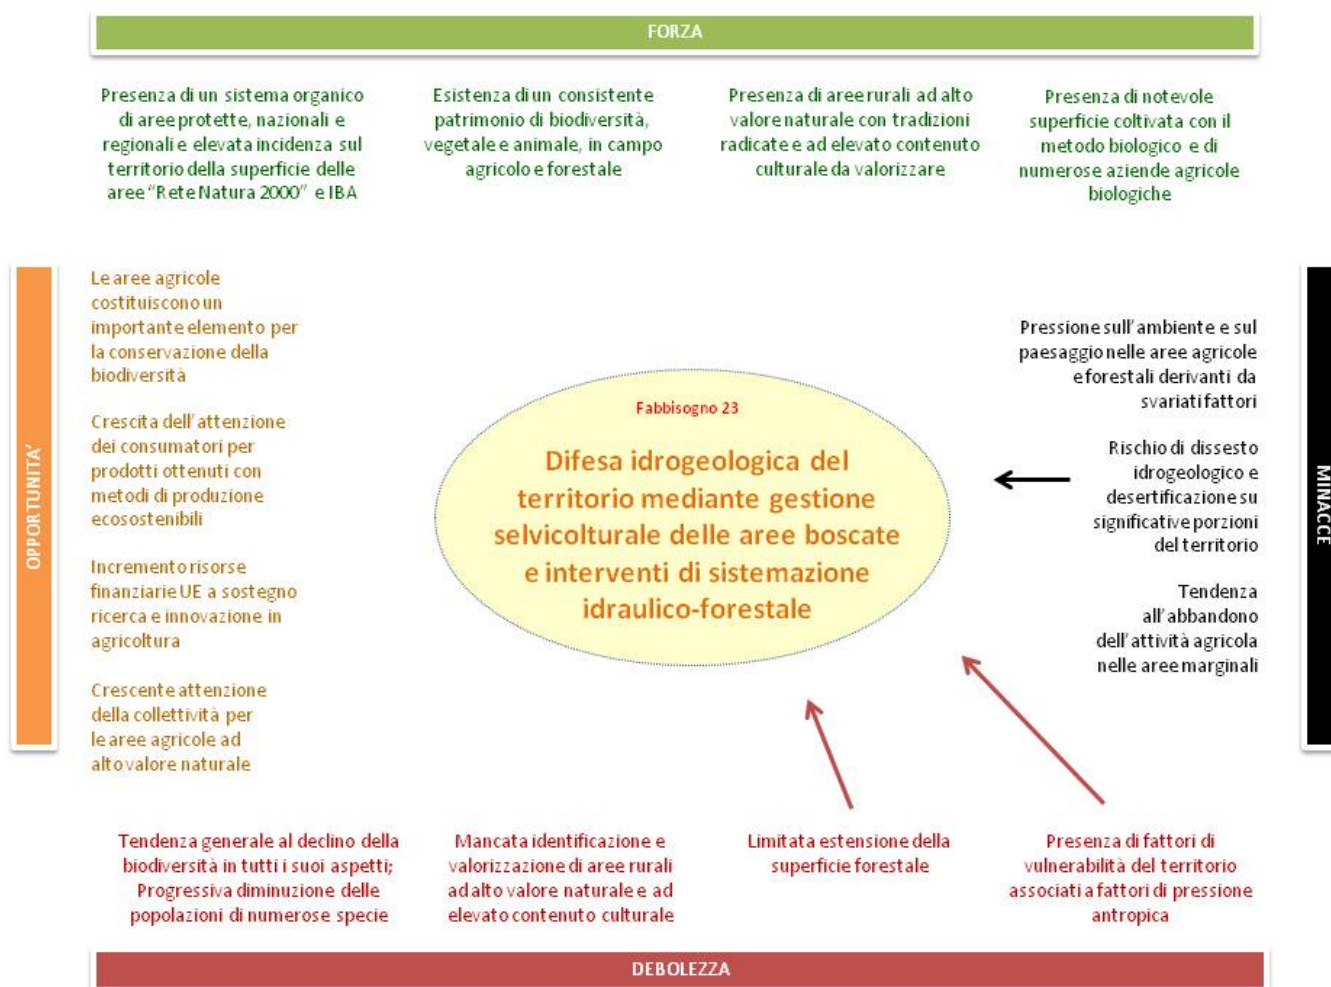 FORZA
Presenza di un sistema organico
di aree protette, nazionali e
regionali e elevata incidenza sul
territorio della superficie delle
aree "Rete Natura 2000" e IBA
Esistenza di un consistente
patrimonio di biodiversità,
vegetale e animale, in campo
agricolo e forestale
Presenza di aree rurali ad alto
valore naturale con tradizioni
radicate e ad elevato contenuto
culturale da valorizzare
Presenza di notevole
superficie coltivata con il
metodo biologico e di
numerose aziende agricole
biologiche
OPPORTUNITA'
Le aree agricole
costituiscono un
importante elemento per
la conservazione della
biodiversità
Crescita dell'attenzione
dei consumatori per
prodotti ottenuti con
metodi di produzione
ecosostenibili
Incremento risorse
finanziarie UE a sostegno
ricerca e innovazione in
agricoltura
Crescente attenzione
della collettività per
le aree agricole ad
alto valore naturale
Fabbisogno 23
Difesa idrogeologica del
territorio mediante gestione
selvicolturale delle aree boscate
e interventi di sistemazione
idraulico-forestale
Pressione sull'ambiente e sul
paesaggio nelle aree agricole
e forestali derivanti da
svariati fattori
Rischio di dissesto
idrogeologico e
desertificazione su
significative porzioni
del territorio
Tendenza
all'abbandono
dell'attività agricola
nelle aree marginali
MINACCE
Tendenza generale al declino della
biodiversità in tutti i suoi aspetti;
Progressiva diminuzione delle
popolazioni di numerose specie
Mancata identificazione e
valorizzazione di aree rurali
ad alto valore naturale e ad
elevato contenuto culturale
Limitata estensione della
superficie forestale
Presenza di fattori di
vulnerabilità del territorio
associati a fattori di pressione
antropica
DEBOLEZZA